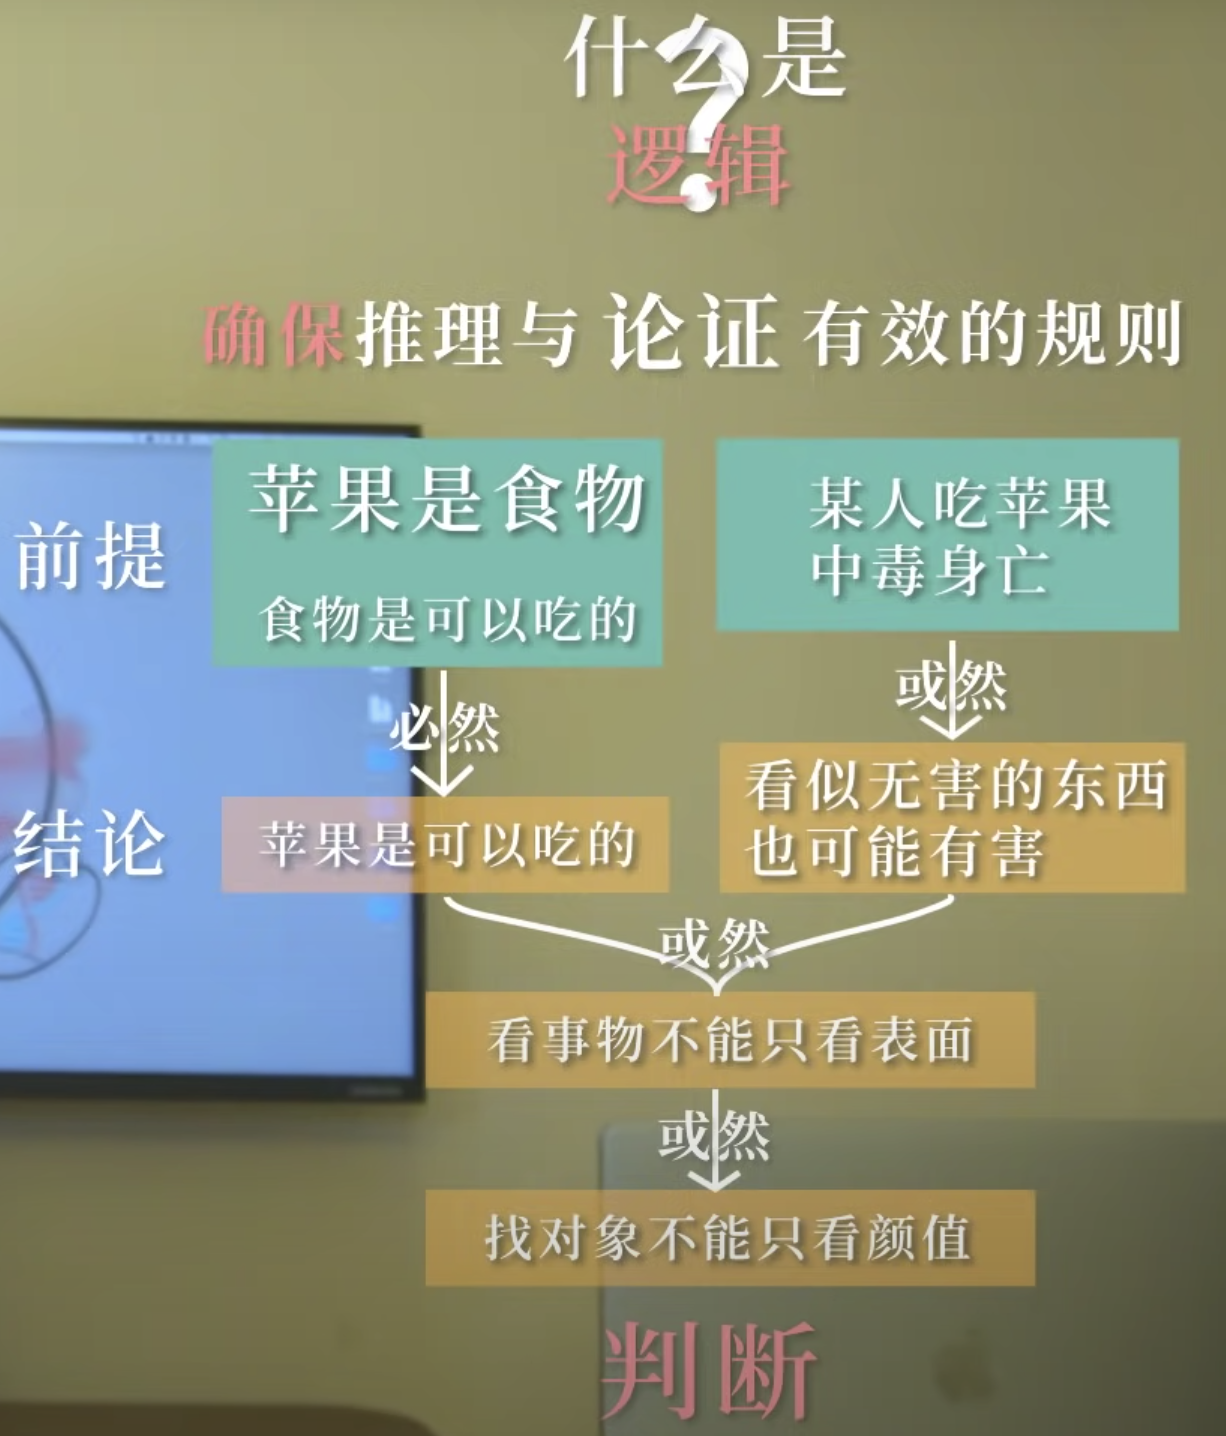 什么是
?
逻辑
确保推理与论证有效的规则
前提
苹果是食物
食物是可以吃的
某人吃苹果
中毒身亡
必然
或然
结论
苹果是可以吃的
看似无害的东西
也可能有害
或然
看事物不能只看表面
或然
找对象不能只看颜值
判断